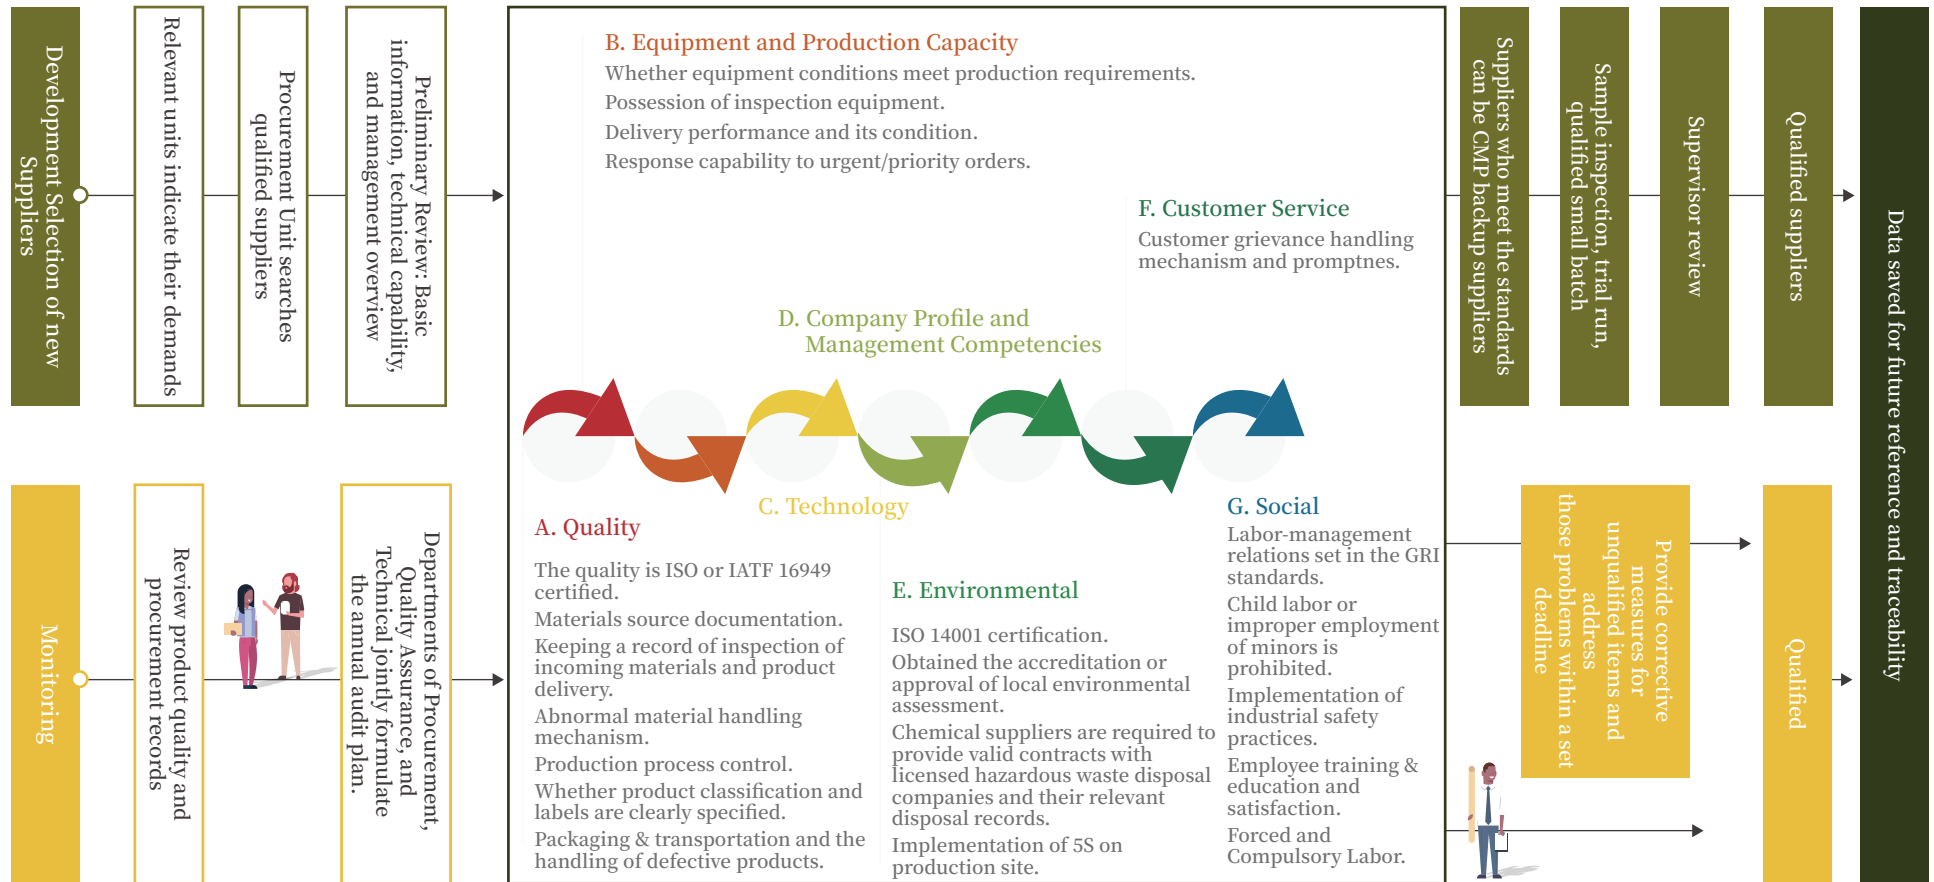 Development Selection of new
Suppliers
Relevant units indicate their demands
Procurement Unit searches
qualified suppliers
Preliminary Review: Basic
information, technical capability,
and management overview
B. Equipment and Production Capacity
Whether equipment conditions meet production requirements.
Possession of inspection equipment.
Delivery performance and its condition.
Response capability to urgent/priority orders.
F. Customer Service
Customer grievance handling
mechanism and promptnes.
D. Company Profile and
Management Competencies
C. Technology
A. Quality
The quality is ISO or IATF 16949
certified.
Materials source documentation.
Keeping a record of inspection of
incoming materials and product
delivery.
Abnormal material handling
mechanism.
Production process control.
Whether product classification and
labels are clearly specified.
Packaging & transportation and the
handling of defective products.
E. Environmental
ISO 14001 certification.
Obtained the accreditation or
approval of local environmental
assessment.
Chemical suppliers are required to
provide valid contracts with
licensed hazardous waste disposal
companies and their relevant
disposal records.
Implementation of 5S on
production site.
G. Social
Labor-management
relations set in the GRI
standards.
Child labor or
improper employment
of minors is
prohibited.
Implementation of
industrial safety
practices.
Employee training &
education and
satisfaction.
Forced and
Compulsory Labor.
Suppliers who meet the standards
can be CMP backup suppliers
Sample inspection, trial run,
qualified small batch
Supervisor review
Qualified suppliers
Data saved for future reference and traceability
Monitoring
Review product quality and
procurement records
Departments of Procurement,
Quality Assurance, and
Technical jointly formulate
the annual audit plan.
Provide corrective
measures for
unqualified items and
address
those problems within a set
deadline
Qualified